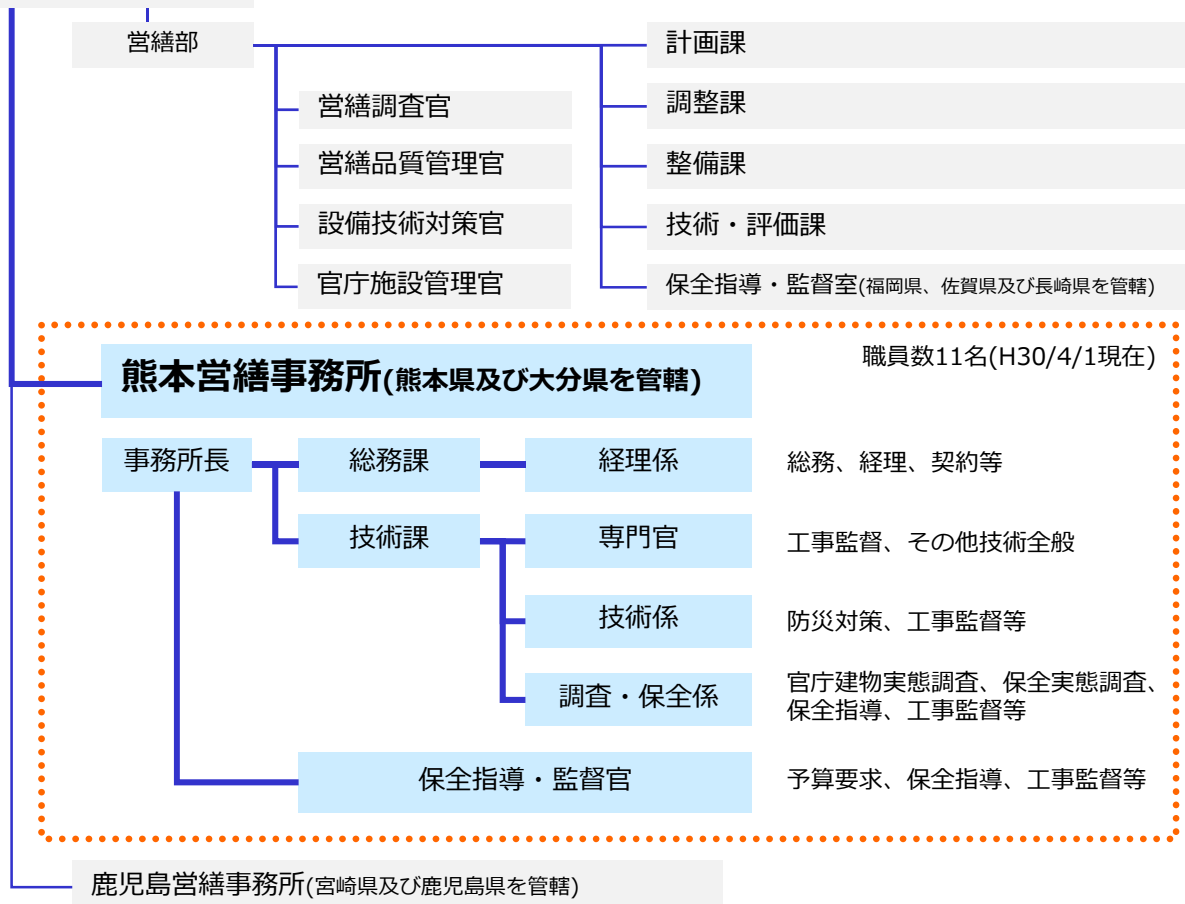 営繕部
計画課
営繕調査官
調整課
営繕品質管理官
整備課
設備技術対策官
技術・評価課
官庁施設管理官
保全指導・監督室(福岡県、佐賀県及び長崎県を管轄)
職員数11名(H30/4/1現在)
熊本営繕事務所(熊本県及び大分県を管轄)
事務所長
総務課
経理係
総務、経理、契約等
技術課
専門官
工事監督、その他技術全般
技術係
防災対策、工事監督等
調査・保全係
官庁建物実態調査、保全実態調査、
保全指導、工事監督等
保全指導・監督官
予算要求、保全指導、工事監督等
鹿児島営繕事務所(宮崎県及び鹿児島県を管轄)